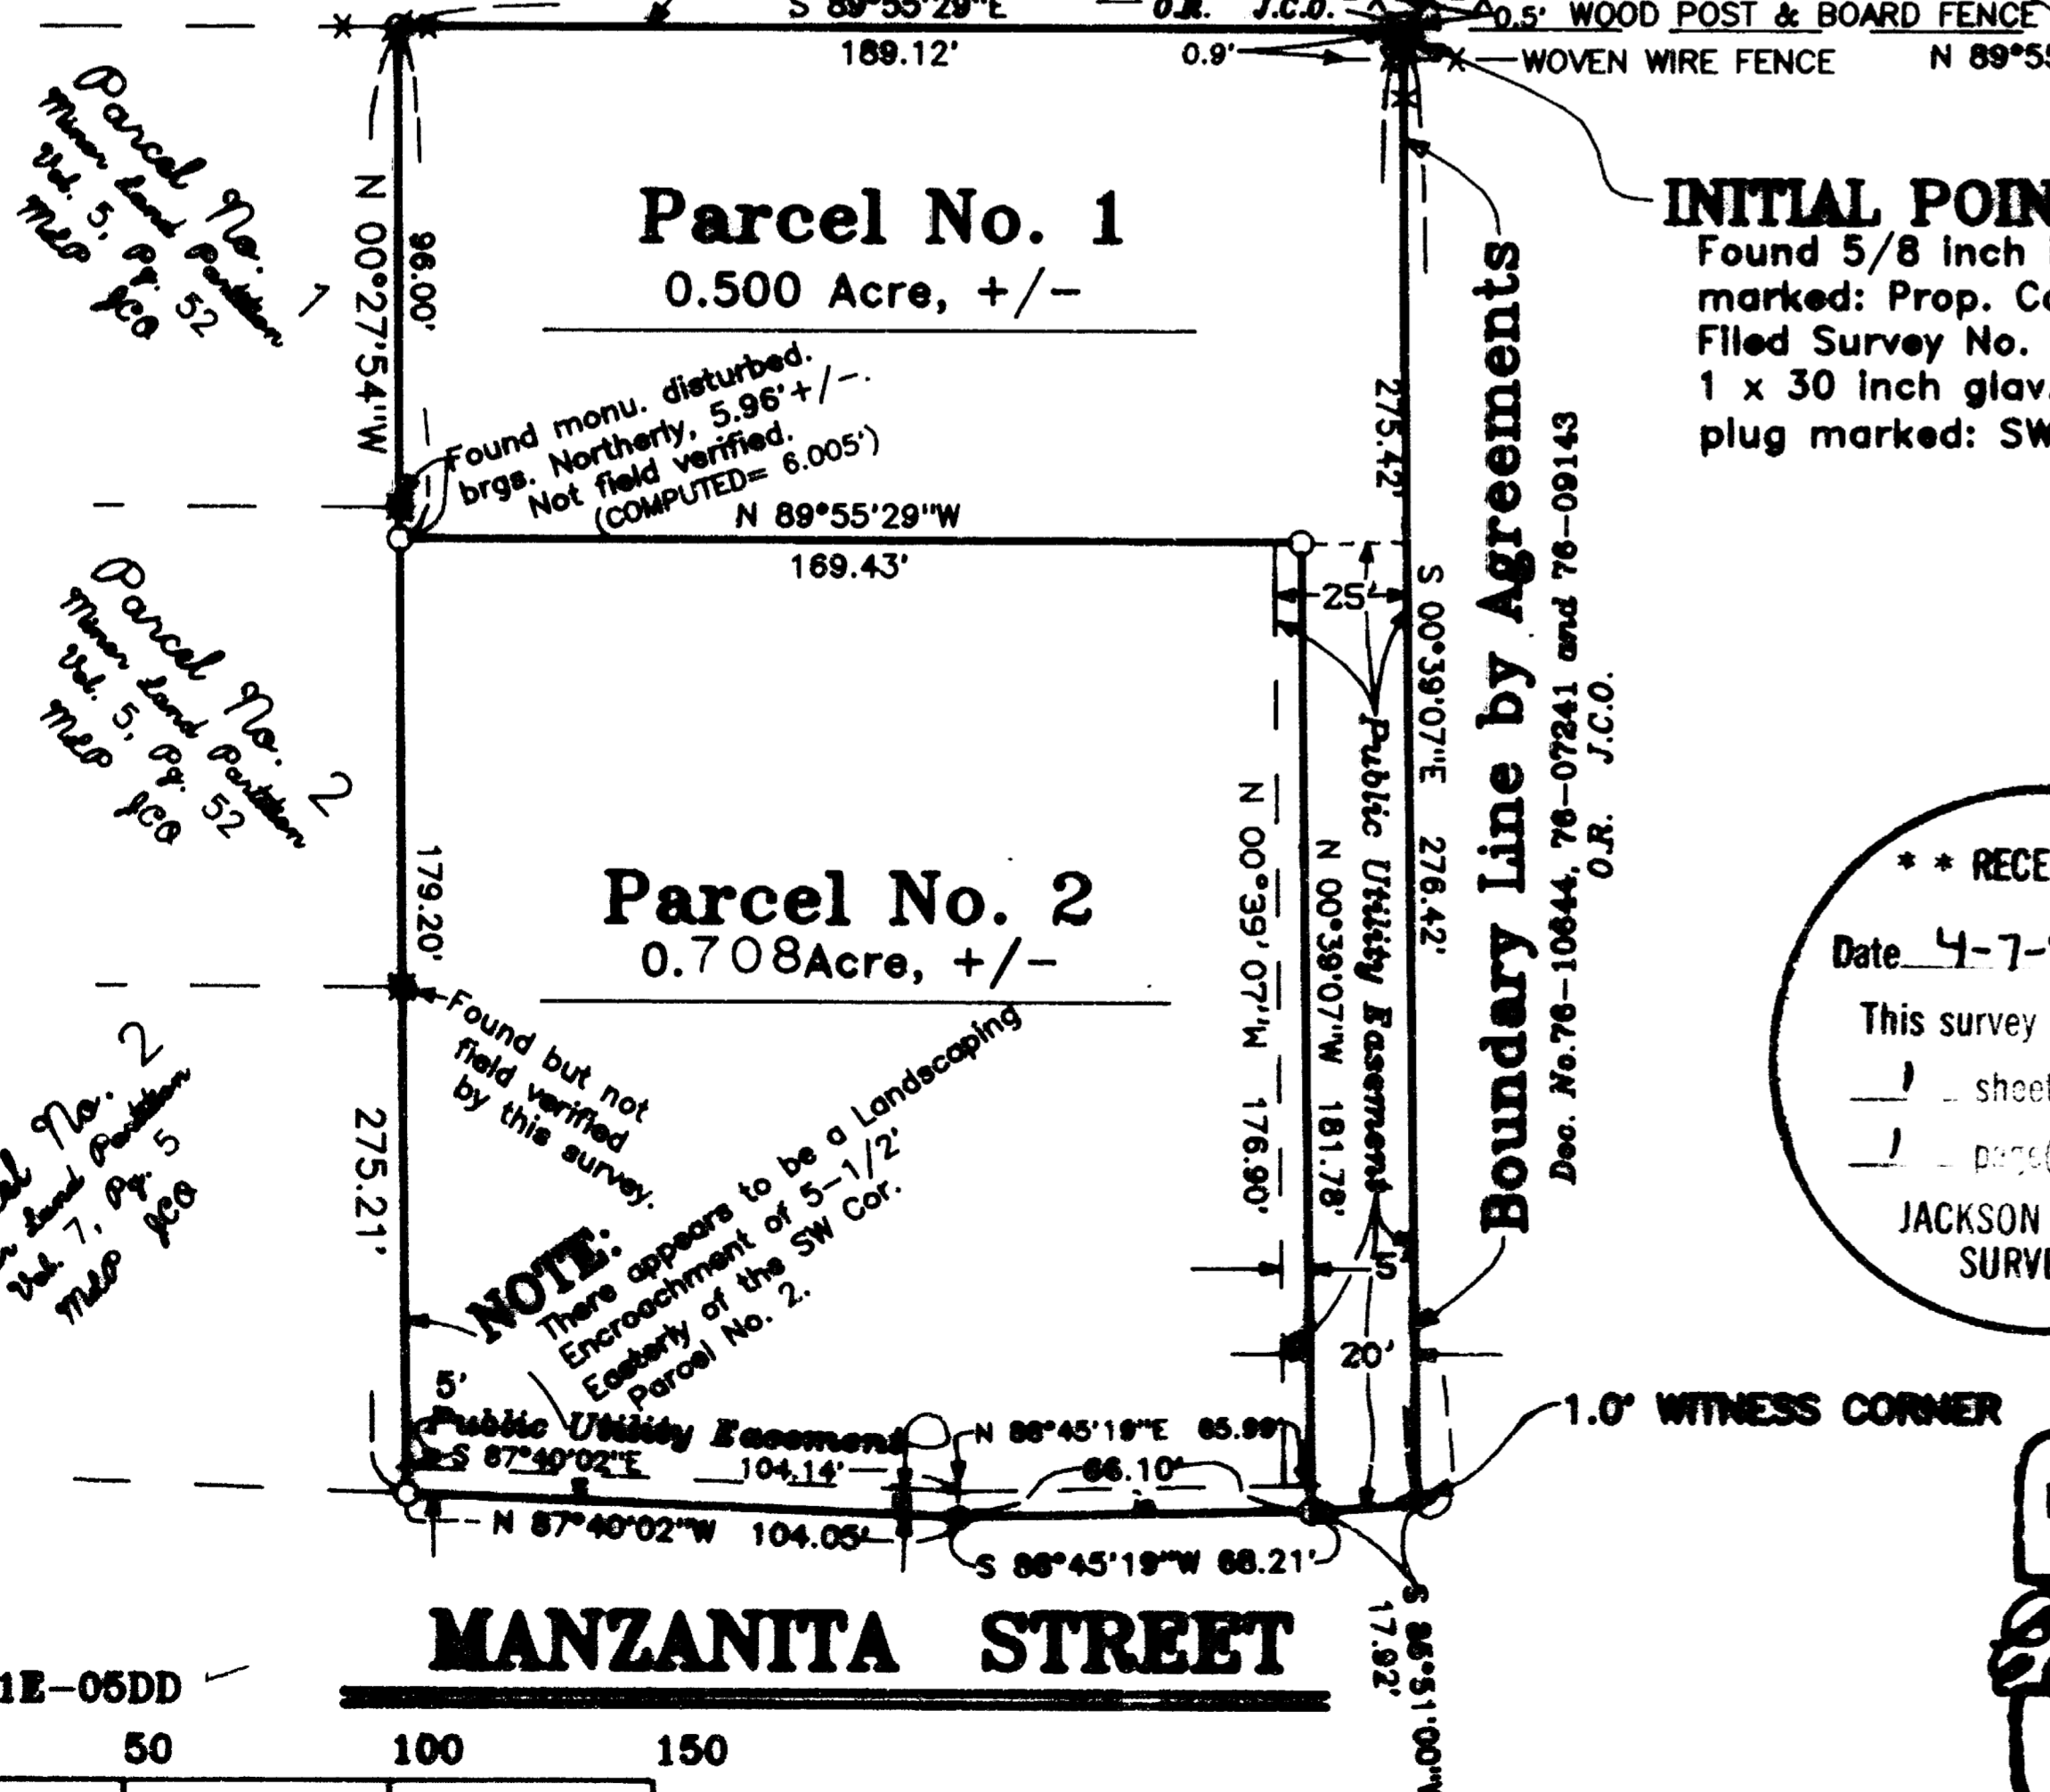 S 89°55'29"E
O.R. J.C.O.
0.5' WOOD POST & BOARD FENCE
189.12'
0.9'
WOVEN WIRE FENCE
N 89°55
Parcel No. 1
Minor Land Partition
Vol. 5, Pg. 52
MLP JCO
N 00°27'54"W
96.00'
Parcel No. 1
0.500 Acre, +/-
INITIAL POIN
Found 5/8 inch
marked: Prop. Co
Filed Survey No.
1 x 30 inch glav.
plug marked: SW
Found monu. disturbed.
brgs. Northerly, 5.96'+/-.
Not field verified.
(COMPUTED= 6.005')
N 89°55'29"W
169.43'
275.42'
25'
S 00°39'07"E 276.42'
Boundary Line by Agreements
Doc. No.76-10644, 76-07241 and 76-09143
O.R. J.C.O.
Parcel No. 2
Minor Land Partition
Vol. 5, Pg. 52
MLP JCO
179.20'
Parcel No. 2
0.708 Acre, +/-
N 00°39'07"W 176.90'
N 00°39'07"W 181.78'
Public Utility Easement
* * RECE
Date 4-7-
This survey
1 sheet
1 page
JACKSON
SURVE
Found but not
field verified
by this survey.
No. 2
Land Partition
Vol. 7, Pg. 5
MLP JCO
275.21'
NOTE:
There appears to be a Landscaping
Encroachment of 5-1/2'
Easterly of the SW Cor.
Parcel No. 2.
5'
20'
5'
Public Utility Easement
S 87°40'02"E 104.14'
N 86°45'19"E 65.99'
66.10'
1.0' WITNESS CORNER
N 87°40'02"W 104.05'
S 86°45'19"W 68.21'
17.92'
MANZANITA STREET
1E-05DD
50 100 150